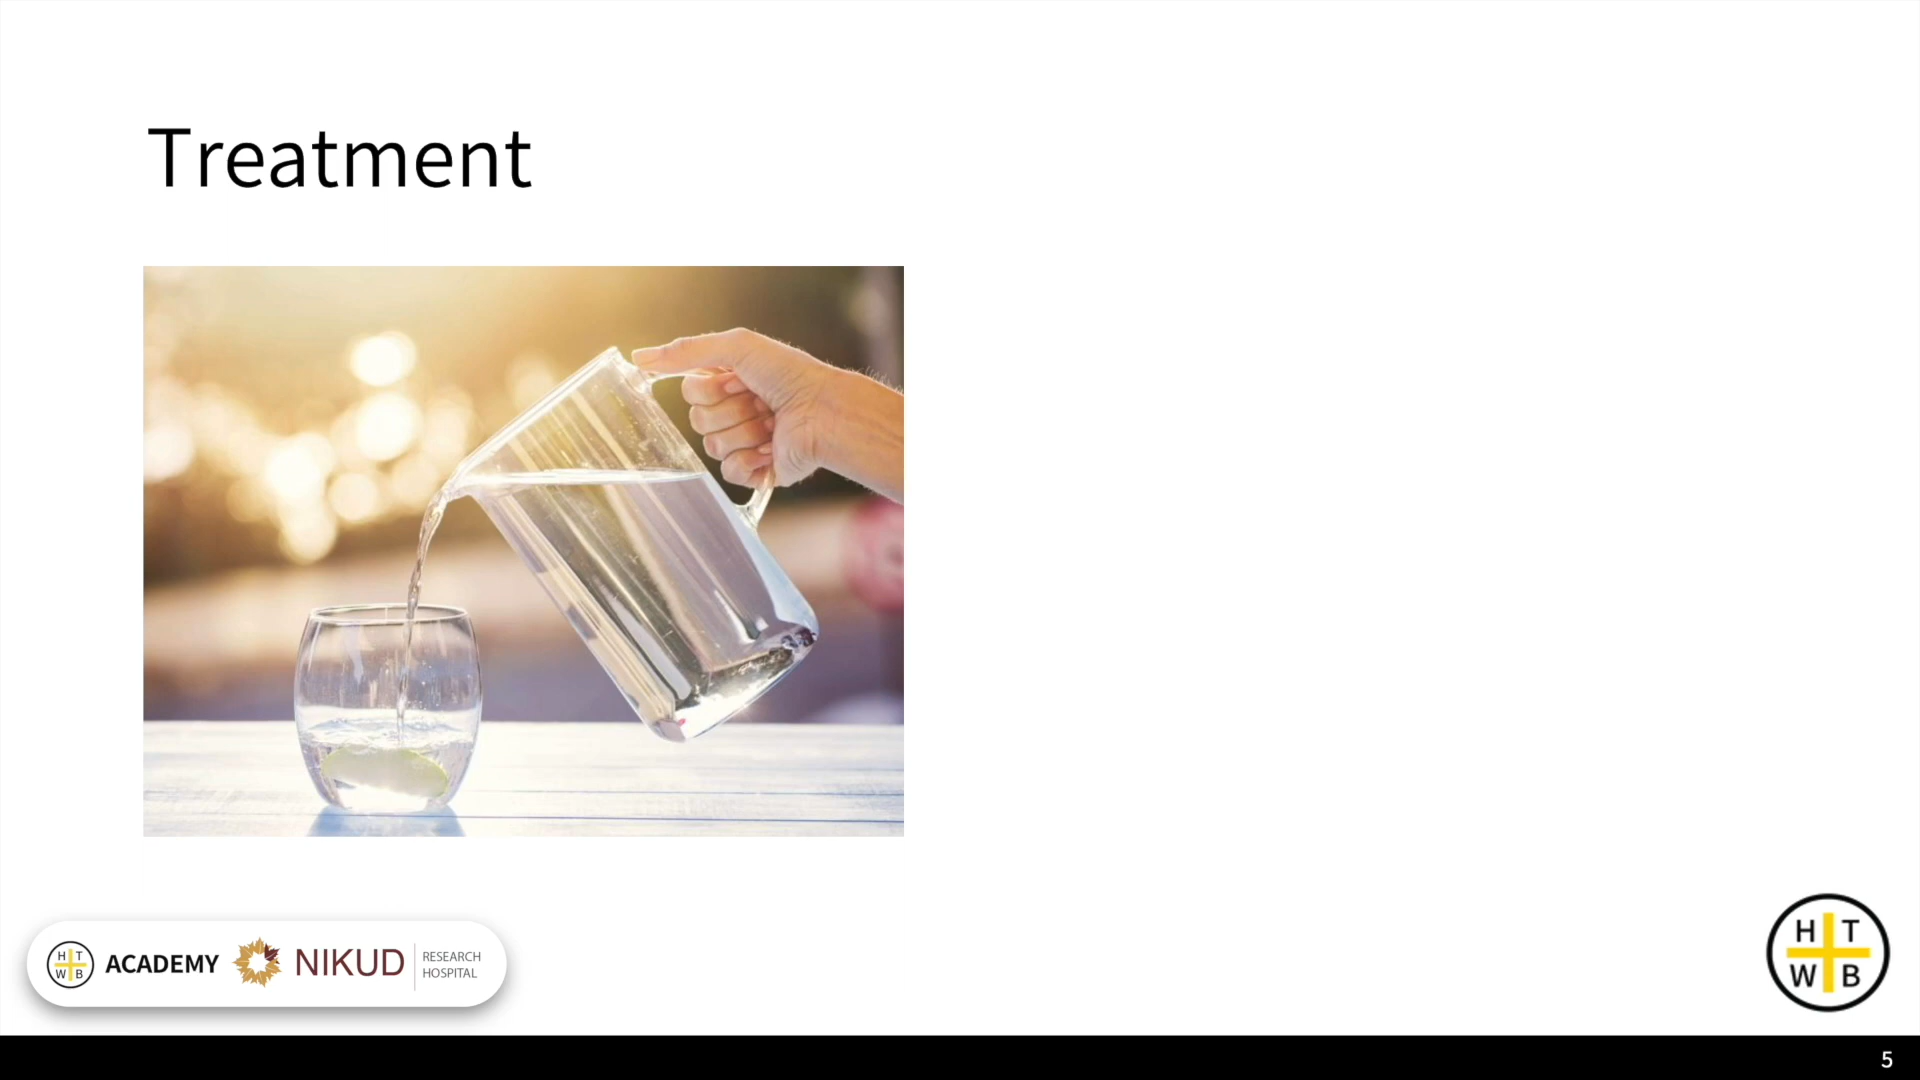 Treatment
H T
W B
ACADEMY
NIKUD
RESEARCH
HOSPITAL
H T
W B
5